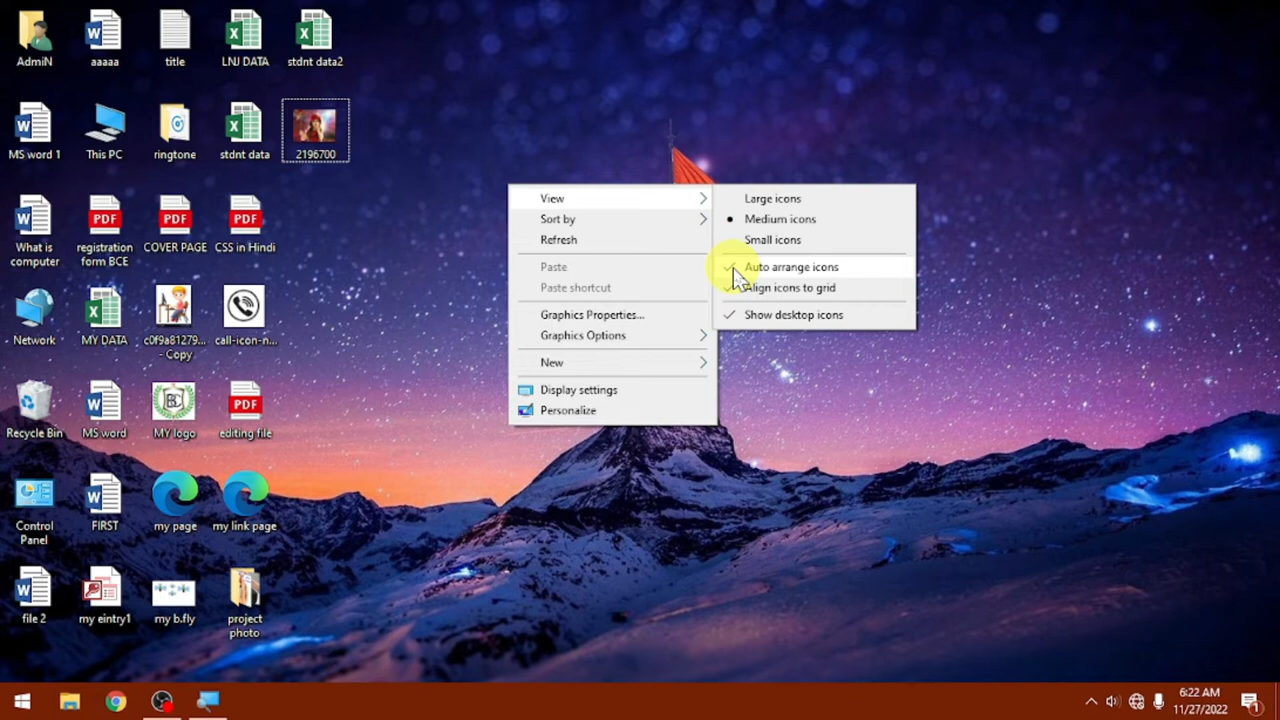 AdmiN
aaaaa
title
LNJ DATA
stdnt data2
MS word 1
This PC
ringtone
stdnt data
2196700
What is
computer
registration
form BCE
COVER PAGE
CSS in Hindi
Network
MY DATA
c0f9a81279...
- Copy
call-icon-n...
Recycle Bin
MS word
MY logo
editing file
Control
Panel
FIRST
my page
my link page
file 2
my eintry1
my b.fly
project
photo
View
Sort by
Refresh
Paste
Paste shortcut
Graphics Properties...
Graphics Options
New
Display settings
Personalize
Large icons
Medium icons
Small icons
Auto arrange icons
Align icons to grid
Show desktop icons
PDF
PDF
PDF
PDF
6:22 AM
11/27/2022
1